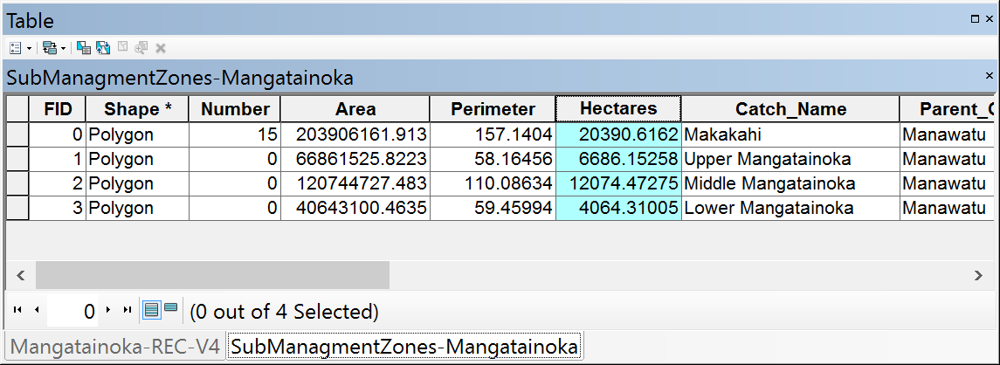 Table
SubManagmentZones-Mangatainoka
FID Shape * Number Area Perimeter Hectares Catch_Name Parent_C
0 Polygon 15 203906161.913 157.1404 20390.6162 Makakahi Manawatu
1 Polygon 0 66861525.8223 58.16456 6686.15258 Upper Mangatainoka Manawatu
2 Polygon 0 120744727.483 110.08634 12074.47275 Middle Mangatainoka Manawatu
3 Polygon 0 40643100.4635 59.45994 4064.31005 Lower Mangatainoka Manawatu
0 (0 out of 4 Selected)
Mangatainoka-REC-V4 SubManagmentZones-Mangatainoka